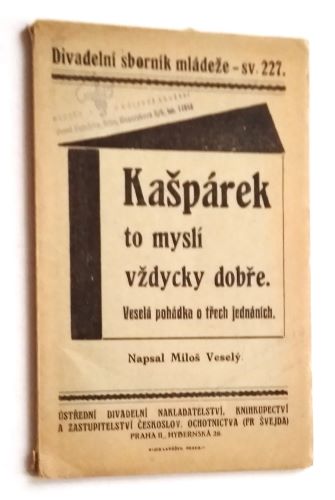 Divadelní sborník mládeže – sv. 227.
Kašpárek
to myslí
vždycky dobře.
Veselá pohádka o třech jednáních.
Napsal Miloš Veselý.
ÚSTŘEDNÍ DIVADELNÍ NAKLADATELSTVÍ, KNIHKUPECTVÍ
A ZASTUPITELSTVÍ ČESKOSLOV. OCHOTNICTVA (FR ŠVEJDA)
PRAHA II., HYBERNSKÁ 26.